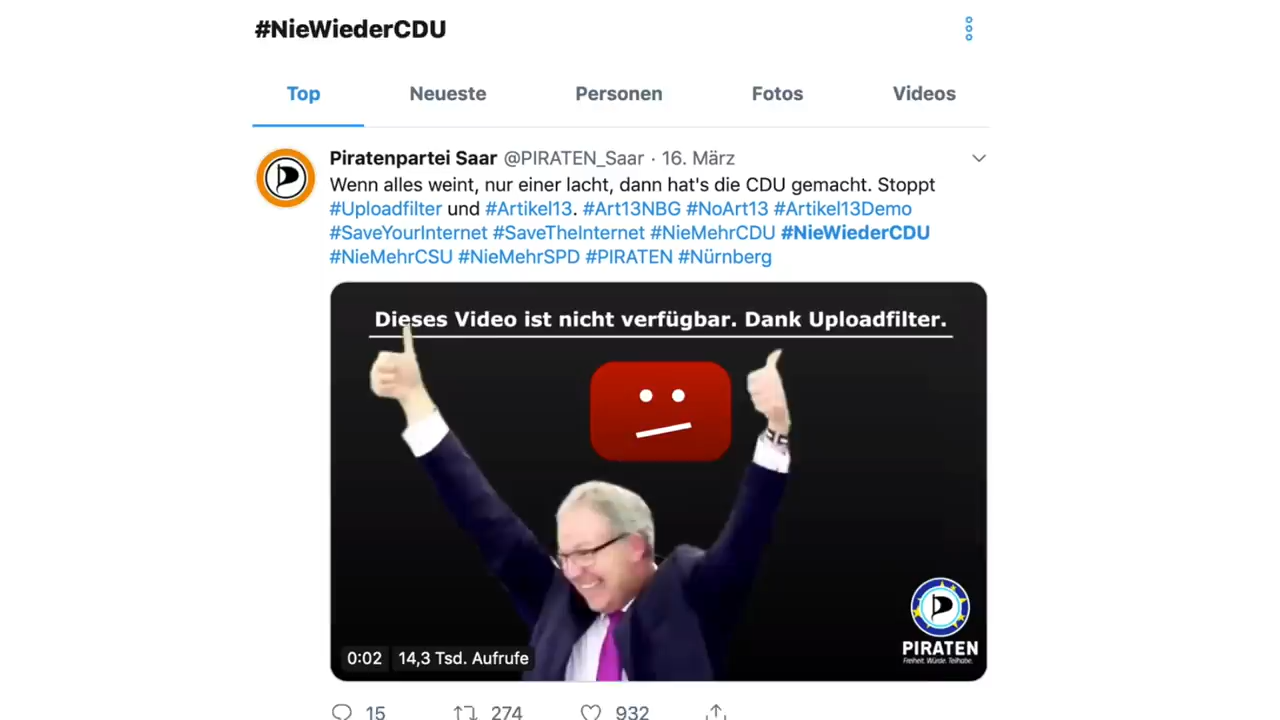 #NieWiederCDU
Top Neueste Personen Fotos Videos
Piratenpartei Saar @PIRATEN_Saar · 16. März
Wenn alles weint, nur einer lacht, dann hat's die CDU gemacht. Stoppt
#Uploadfilter und #Artikel13. #Art13NBG #NoArt13 #Artikel13Demo
#SaveYourInternet #SaveTheInternet #NieMehrCDU #NieWiederCDU
#NieMehrCSU #NieMehrSPD #PIRATEN #Nürnberg
Dieses Video ist nicht verfügbar. Dank Uploadfilter.
PIRATEN
Freiheit. Würde. Teilhabe.
0:02 14,3 Tsd. Aufrufe
15 274 932